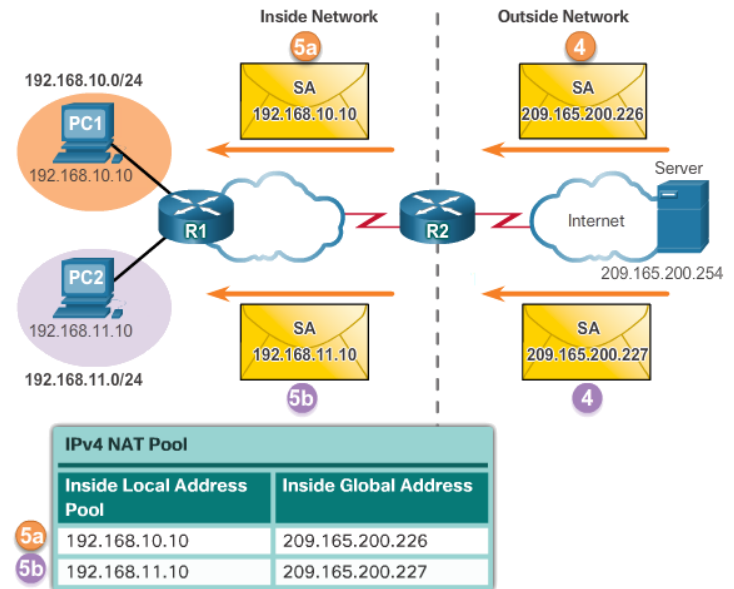 Inside Network
Outside Network
5a
4
192.168.10.0/24
SA
192.168.10.10
SA
209.165.200.226
PC1
192.168.10.10
Server
R1
R2
Internet
PC2
209.165.200.254
192.168.11.10
SA
192.168.11.10
SA
209.165.200.227
192.168.11.0/24
5b
4
IPv4 NAT Pool
Inside Local Address
Pool
Inside Global Address
5a
192.168.10.10
209.165.200.226
5b
192.168.11.10
209.165.200.227